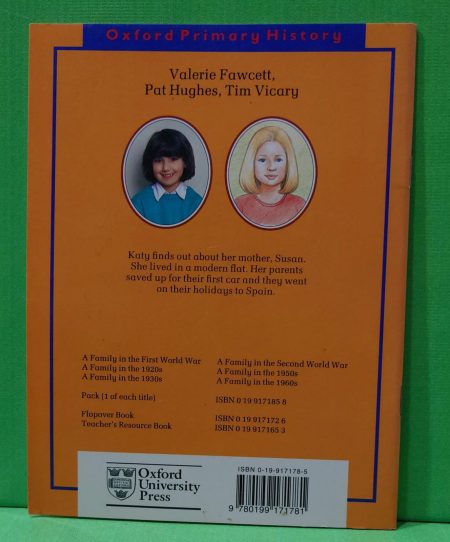 Oxford Primary History
Valerie Fawcett,
Pat Hughes, Tim Vicary
Katy finds out about her mother, Susan.
She lived in a modern flat. Her parents
saved up for their first car and they went
on their holidays to Spain.
A Family in the First World War
A Family in the 1920s
A Family in the 1930s
A Family in the Second World War
A Family in the 1950s
A Family in the 1960s
Pack (1 of each title) ISBN 0 19 917185 8
Flopover Book ISBN 0 19 917172 6
Teacher's Resource Book ISBN 0 19 917165 3
Oxford
University
Press
ISBN 0-19-917178-5
9 780199 171781